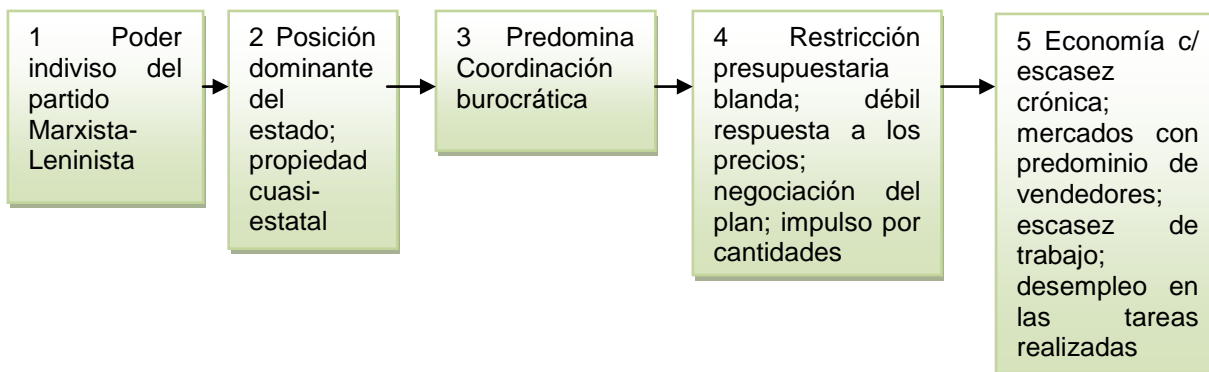 1 Poder
indiviso del
partido
Marxista-
Leninista
2 Posición
dominante
del
estado;
propiedad
cuasi-
estatal
3 Predomina
Coordinación
burocrática
4 Restricción
presupuestaria
blanda; débil
respuesta a los
precios;
negociación del
plan; impulso por
cantidades
5 Economía c/
escasez
crónica;
mercados con
predominio de
vendedores;
escasez de
trabajo;
desempleo en
las tareas
realizadas